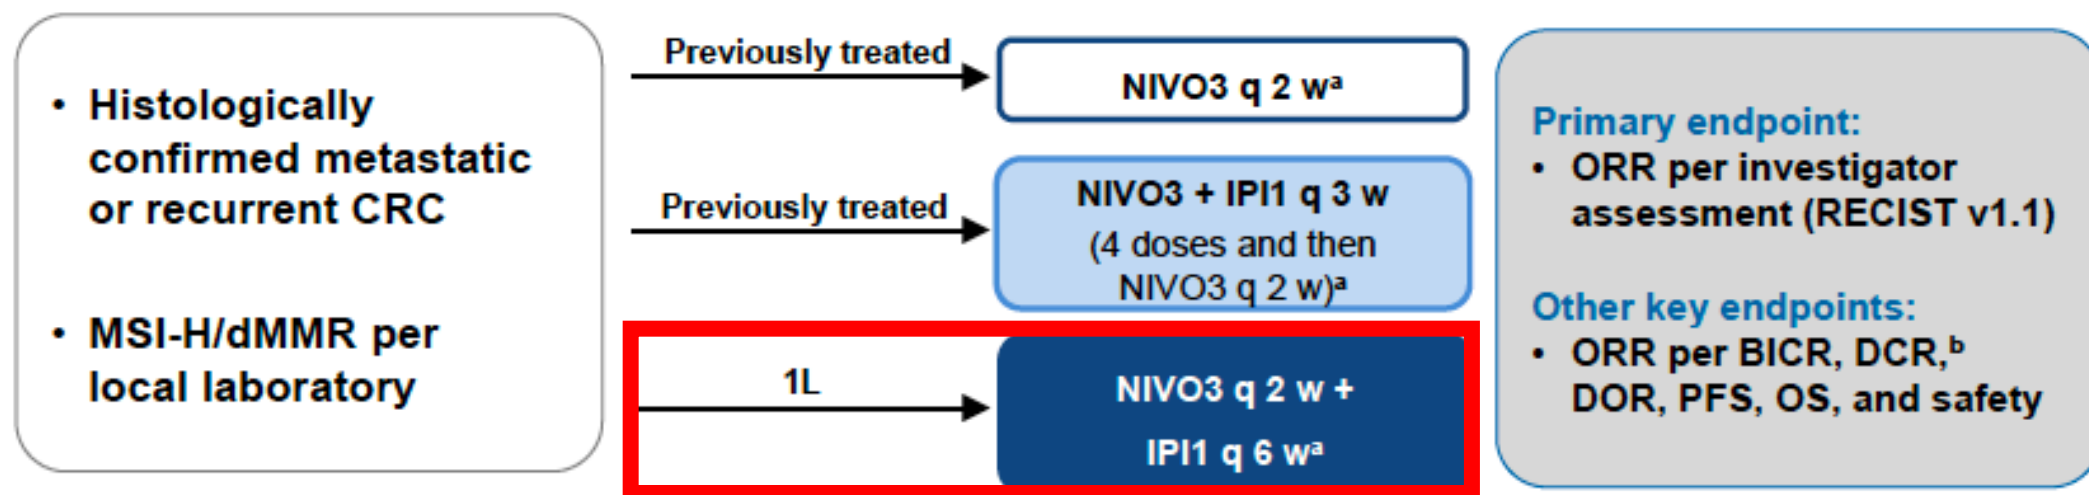 • Histologically
confirmed metastatic
or recurrent CRC
• MSI-H/dMMR per
local laboratory
Previously treated
NIVO3 q 2 wᵃ
Previously treated
NIVO3 + IPI1 q 3 w
(4 doses and then
NIVO3 q 2 w)ᵃ
1L
NIVO3 q 2 w +
IPI1 q 6 wᵃ
Primary endpoint:
• ORR per investigator
assessment (RECIST v1.1)
Other key endpoints:
• ORR per BICR, DCR,ᵇ
DOR, PFS, OS, and safety